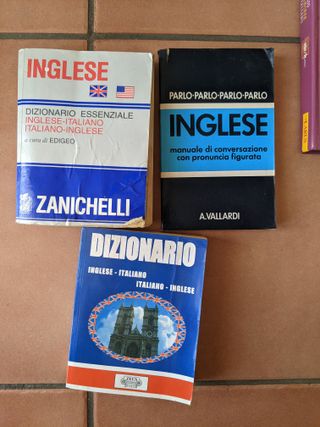 INGLESE
DIZIONARIO ESSENZIALE
INGLESE-ITALIANO
ITALIANO-INGLESE
a cura di EDIGEO
ZANICHELLI
PARLO-PARLO-PARLO-PARLO
INGLESE
manuale di conversazione
con pronuncia figurata
A.VALLARDI
DIZIONARIO
INGLESE - ITALIANO
ITALIANO - INGLESE